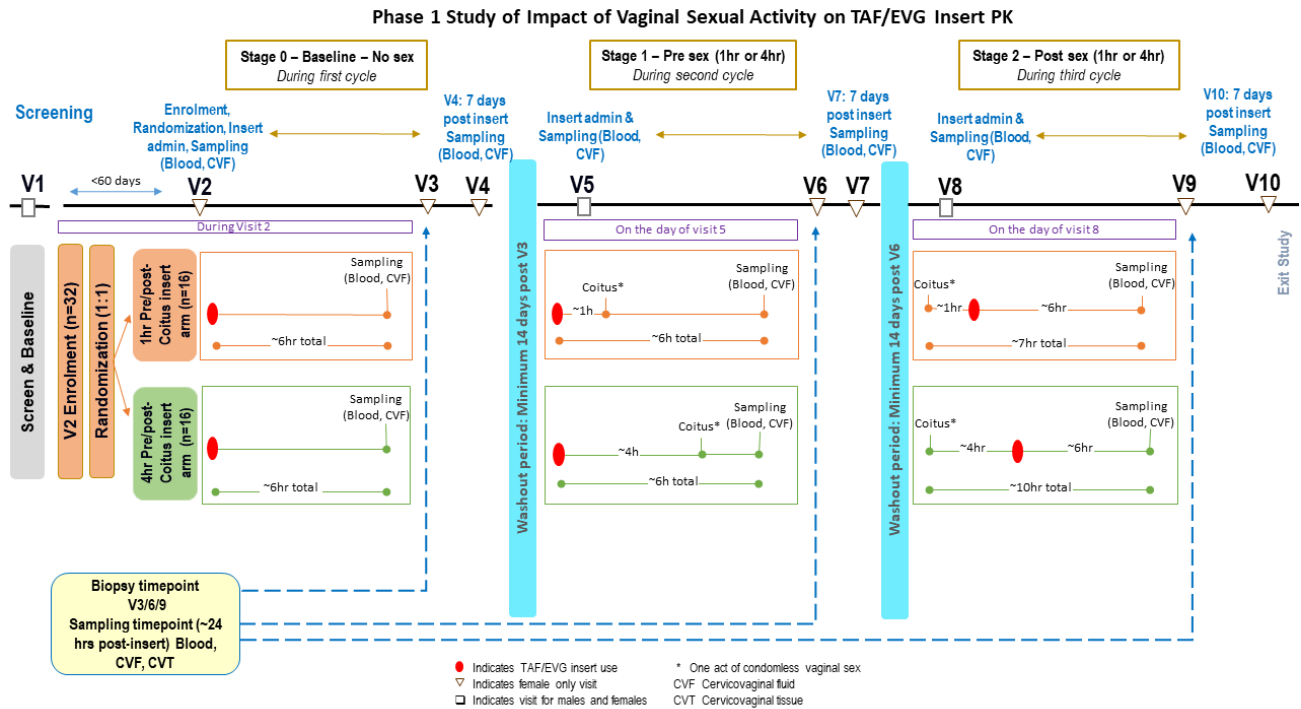 Phase 1 Study of Impact of Vaginal Sexual Activity on TAF/EVG Insert PK
Stage 0 – Baseline – No sex
During first cycle
Stage 1 – Pre sex (1hr or 4hr)
During second cycle
Stage 2 – Post sex (1hr or 4hr)
During third cycle
Screening
Enrolment,
Randomization, Insert
admin, Sampling
(Blood, CVF)
V4: 7 days
post insert
Sampling
(Blood, CVF)
Insert admin
& Sampling (Blood,
CVF)
V7: 7 days
post insert
Sampling
(Blood, CVF)
Insert admin &
Sampling (Blood,
CVF)
V10: 7 days
post insert
Sampling
(Blood, CVF)
V1
<60 days
V2
V3
V4
V5
V6
V7
V8
V9
V10
During Visit 2
On the day of visit 5
On the day of visit 8
Screen & Baseline
V2 Enrolment (n=32)
Randomization (1:1)
1hr Pre/post-
Coitus insert
arm (n=16)
Sampling
(Blood, CVF)
~6hr total
Washout period: Minimum 14 days post V3
Coitus*
~1h
Sampling
(Blood, CVF)
~6h total
Washout period: Minimum 14 days post V6
Coitus*
~1hr
~6hr
Sampling
(Blood, CVF)
~7hr total
Exit Study
4hr Pre/post-
Coitus insert
arm (n=16)
Sampling
(Blood, CVF)
~6hr total
~4h
Coitus*
Sampling
(Blood, CVF)
~6h total
Coitus*
~4hr
~6hr
Sampling
(Blood, CVF)
~10hr total
Biopsy timepoint
V3/6/9
Sampling timepoint (~24
hrs post-insert) Blood,
CVF, CVT
Indicates TAF/EVG insert use
Indicates female only visit
Indicates visit for males and females
* One act of condomless vaginal sex
CVF Cervicovaginal fluid
CVT Cervicovaginal tissue